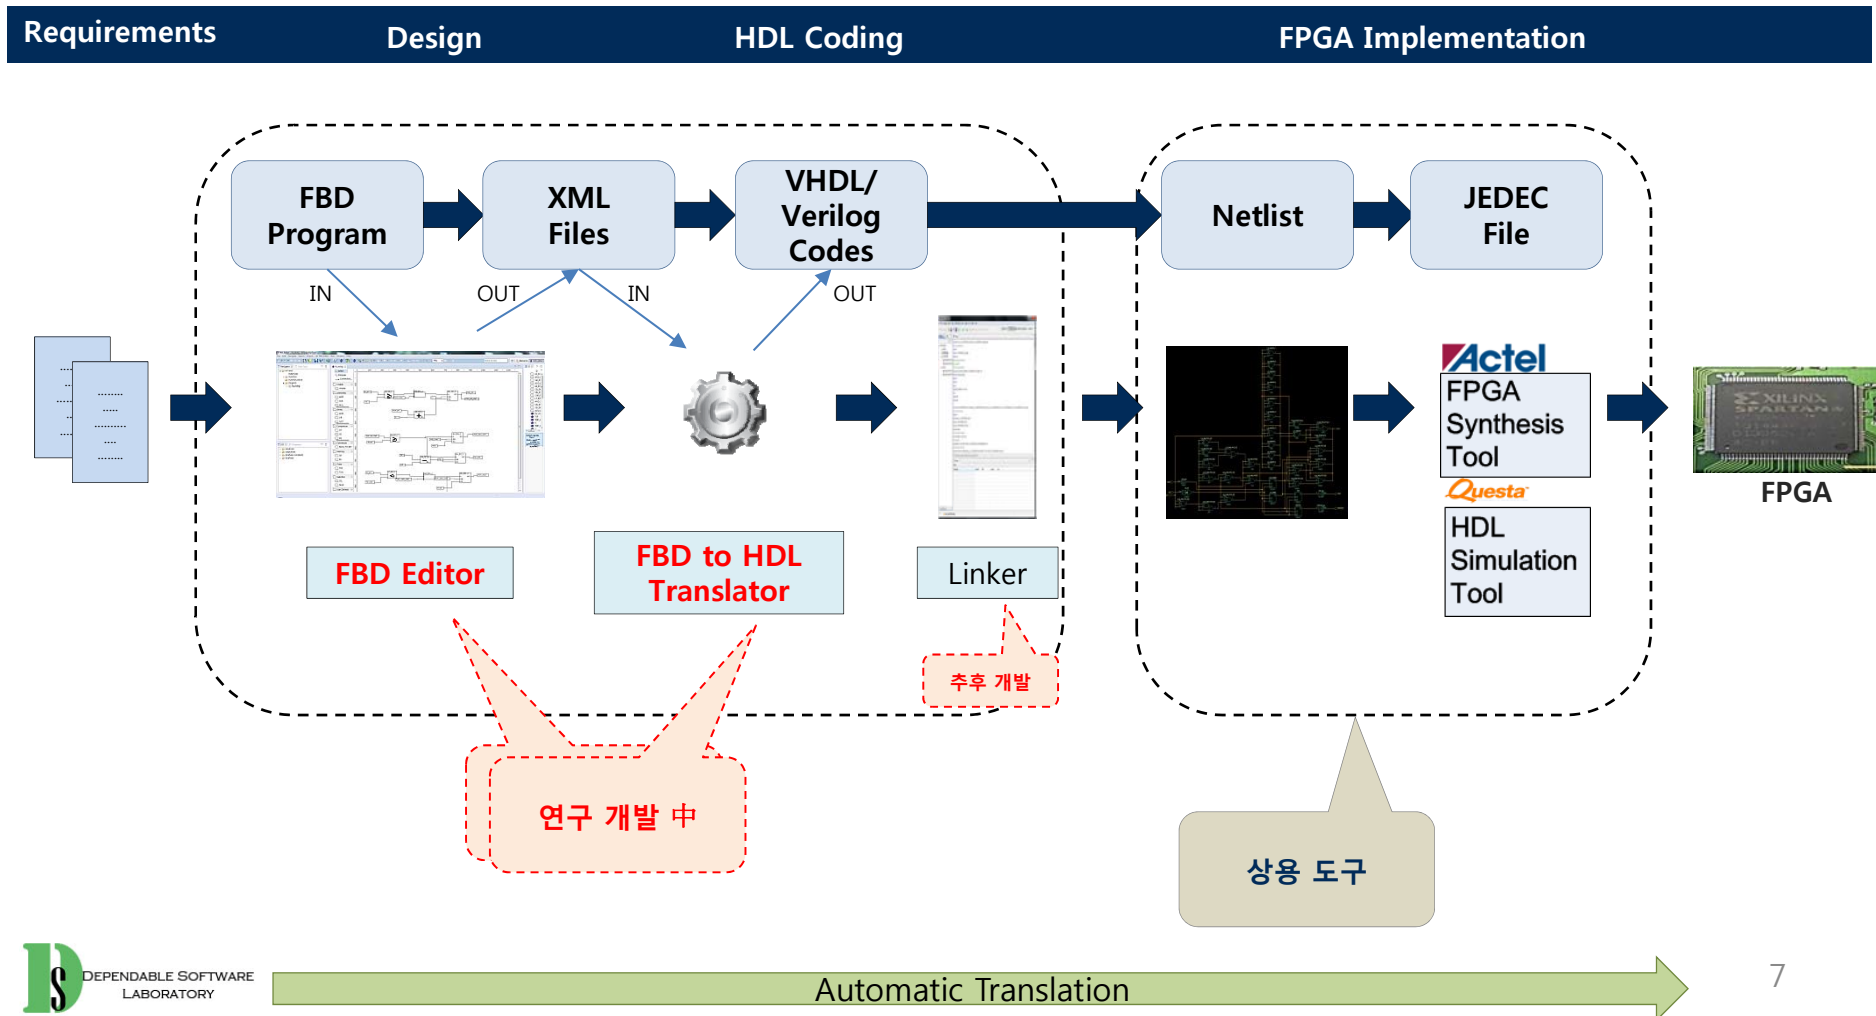 Requirements
Design
HDL Coding
FPGA Implementation
FBD
Program
XML
Files
VHDL/
Verilog
Codes
Netlist
JEDEC
File
IN
OUT
IN
OUT
Actel
FPGA
Synthesis
Tool
Questa
HDL
Simulation
Tool
XILINX
SPARTAN
FPGA
FBD Editor
FBD to HDL
Translator
Linker
추후 개발
연구 개발 中
상용 도구
DEPENDABLE SOFTWARE
LABORATORY
Automatic Translation
7